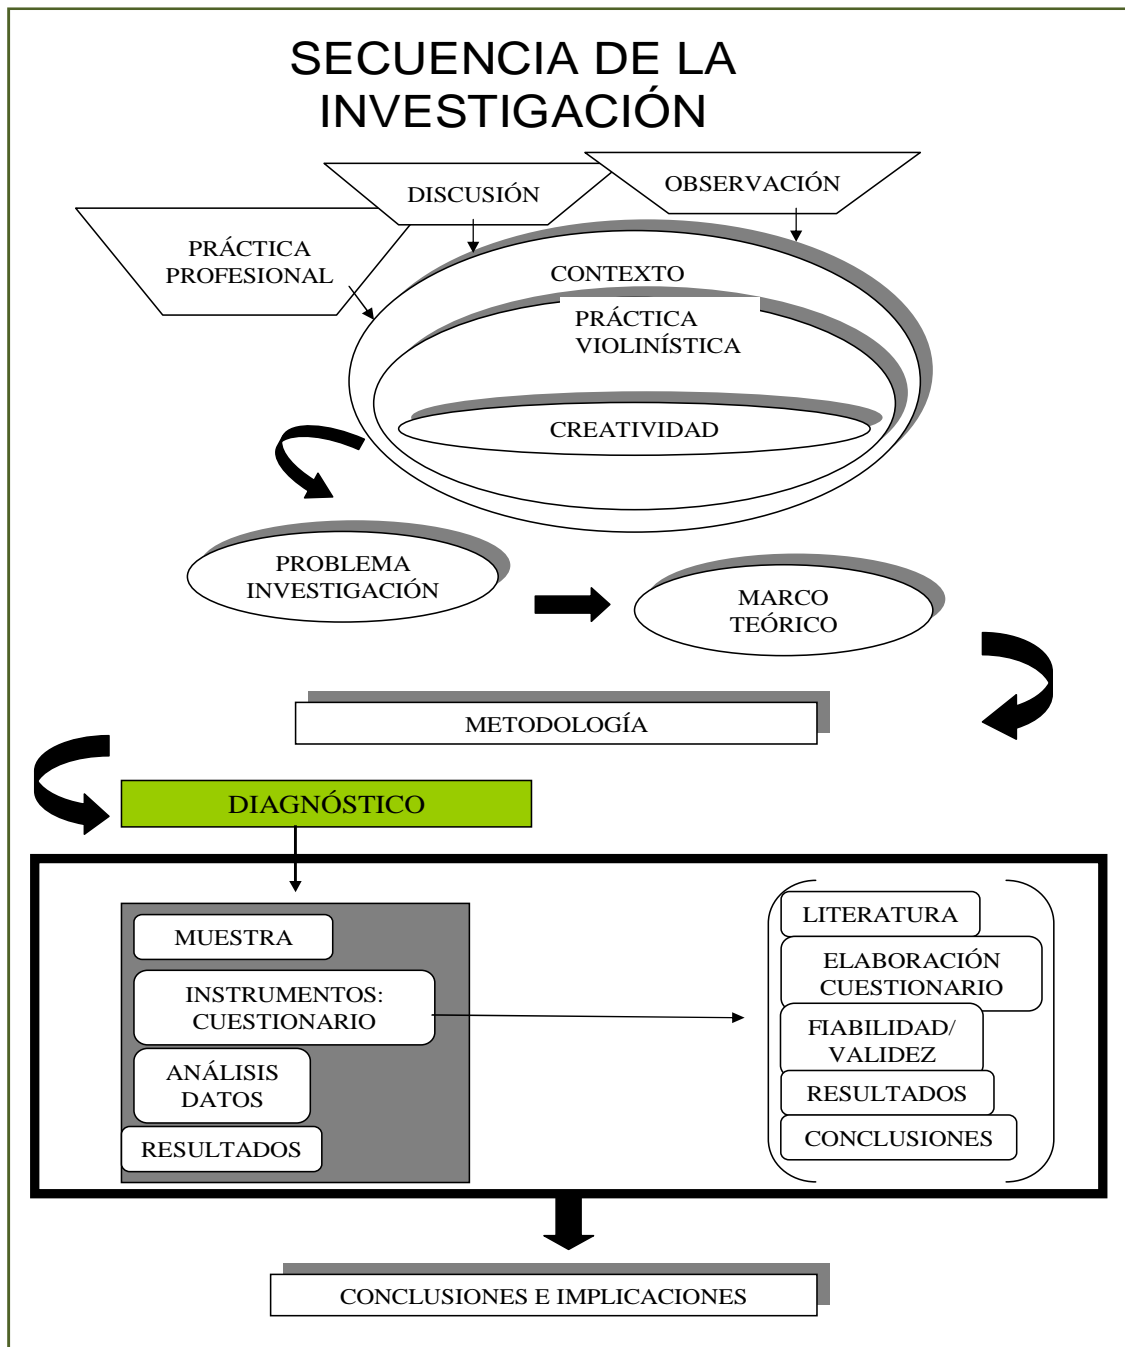 SECUENCIA DE LA
INVESTIGACIÓN
OBSERVACIÓN
DISCUSIÓN
PRÁCTICA
PROFESIONAL
CONTEXTO
PRÁCTICA
VIOLINÍSTICA
CREATIVIDAD
PROBLEMA
INVESTIGACIÓN
MARCO
TEÓRICO
METODOLOGÍA
DIAGNÓSTICO
MUESTRA
INSTRUMENTOS:
CUESTIONARIO
ANÁLISIS
DATOS
RESULTADOS
LITERATURA
ELABORACIÓN
CUESTIONARIO
FIABILIDAD/
VALIDEZ
RESULTADOS
CONCLUSIONES
CONCLUSIONES E IMPLICACIONES